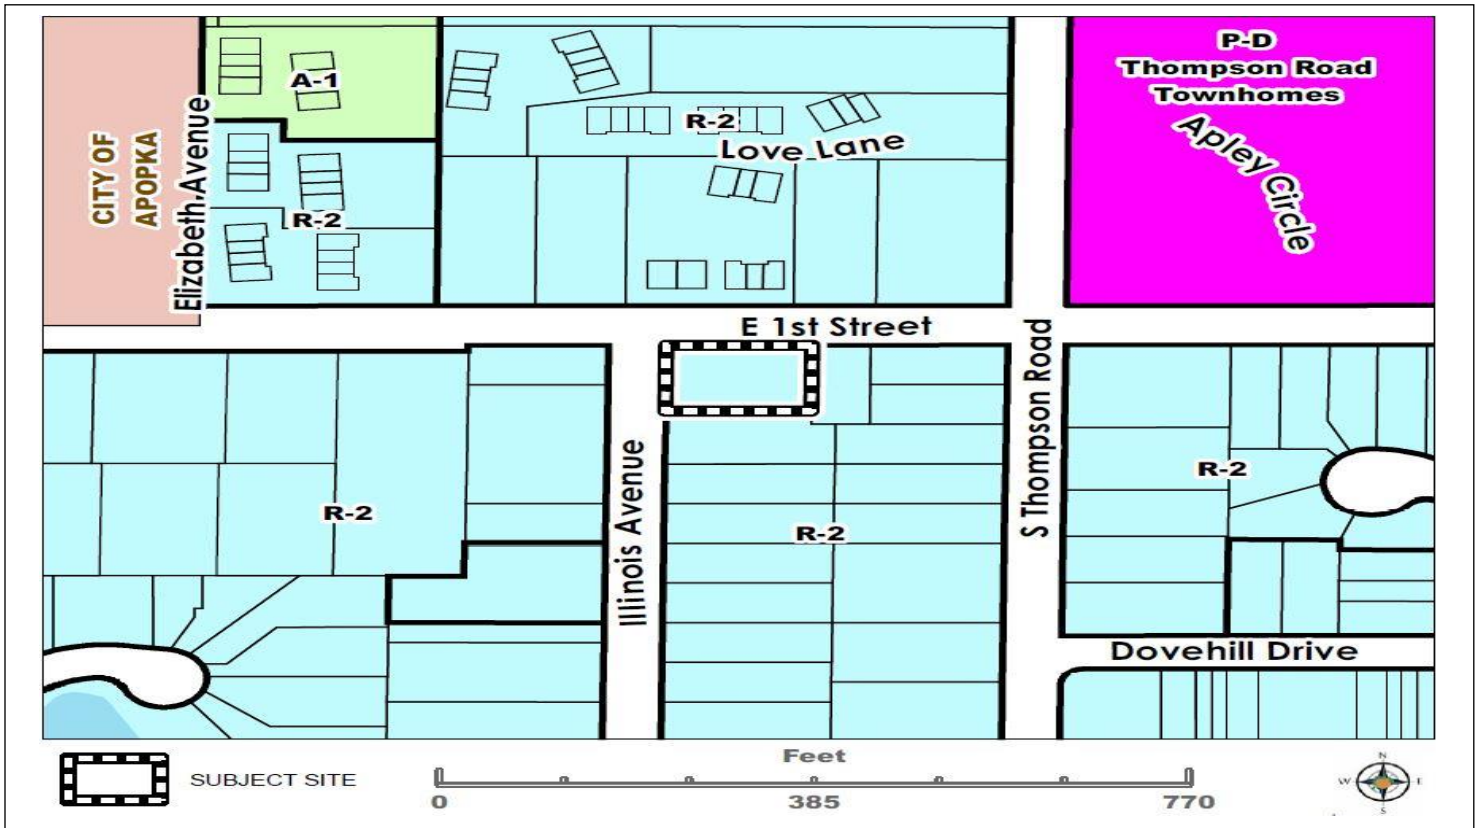 P-D
Thompson Road
Townhomes
Apley Circle
A-1
CITY OF
APOPKA
Elizabeth Avenue
R-2
R-2
Love Lane
E 1st Street
S Thompson Road
Illinois Avenue
R-2
R-2
R-2
Dovehill Drive
SUBJECT SITE
Feet
0 385 770
N
W E
S